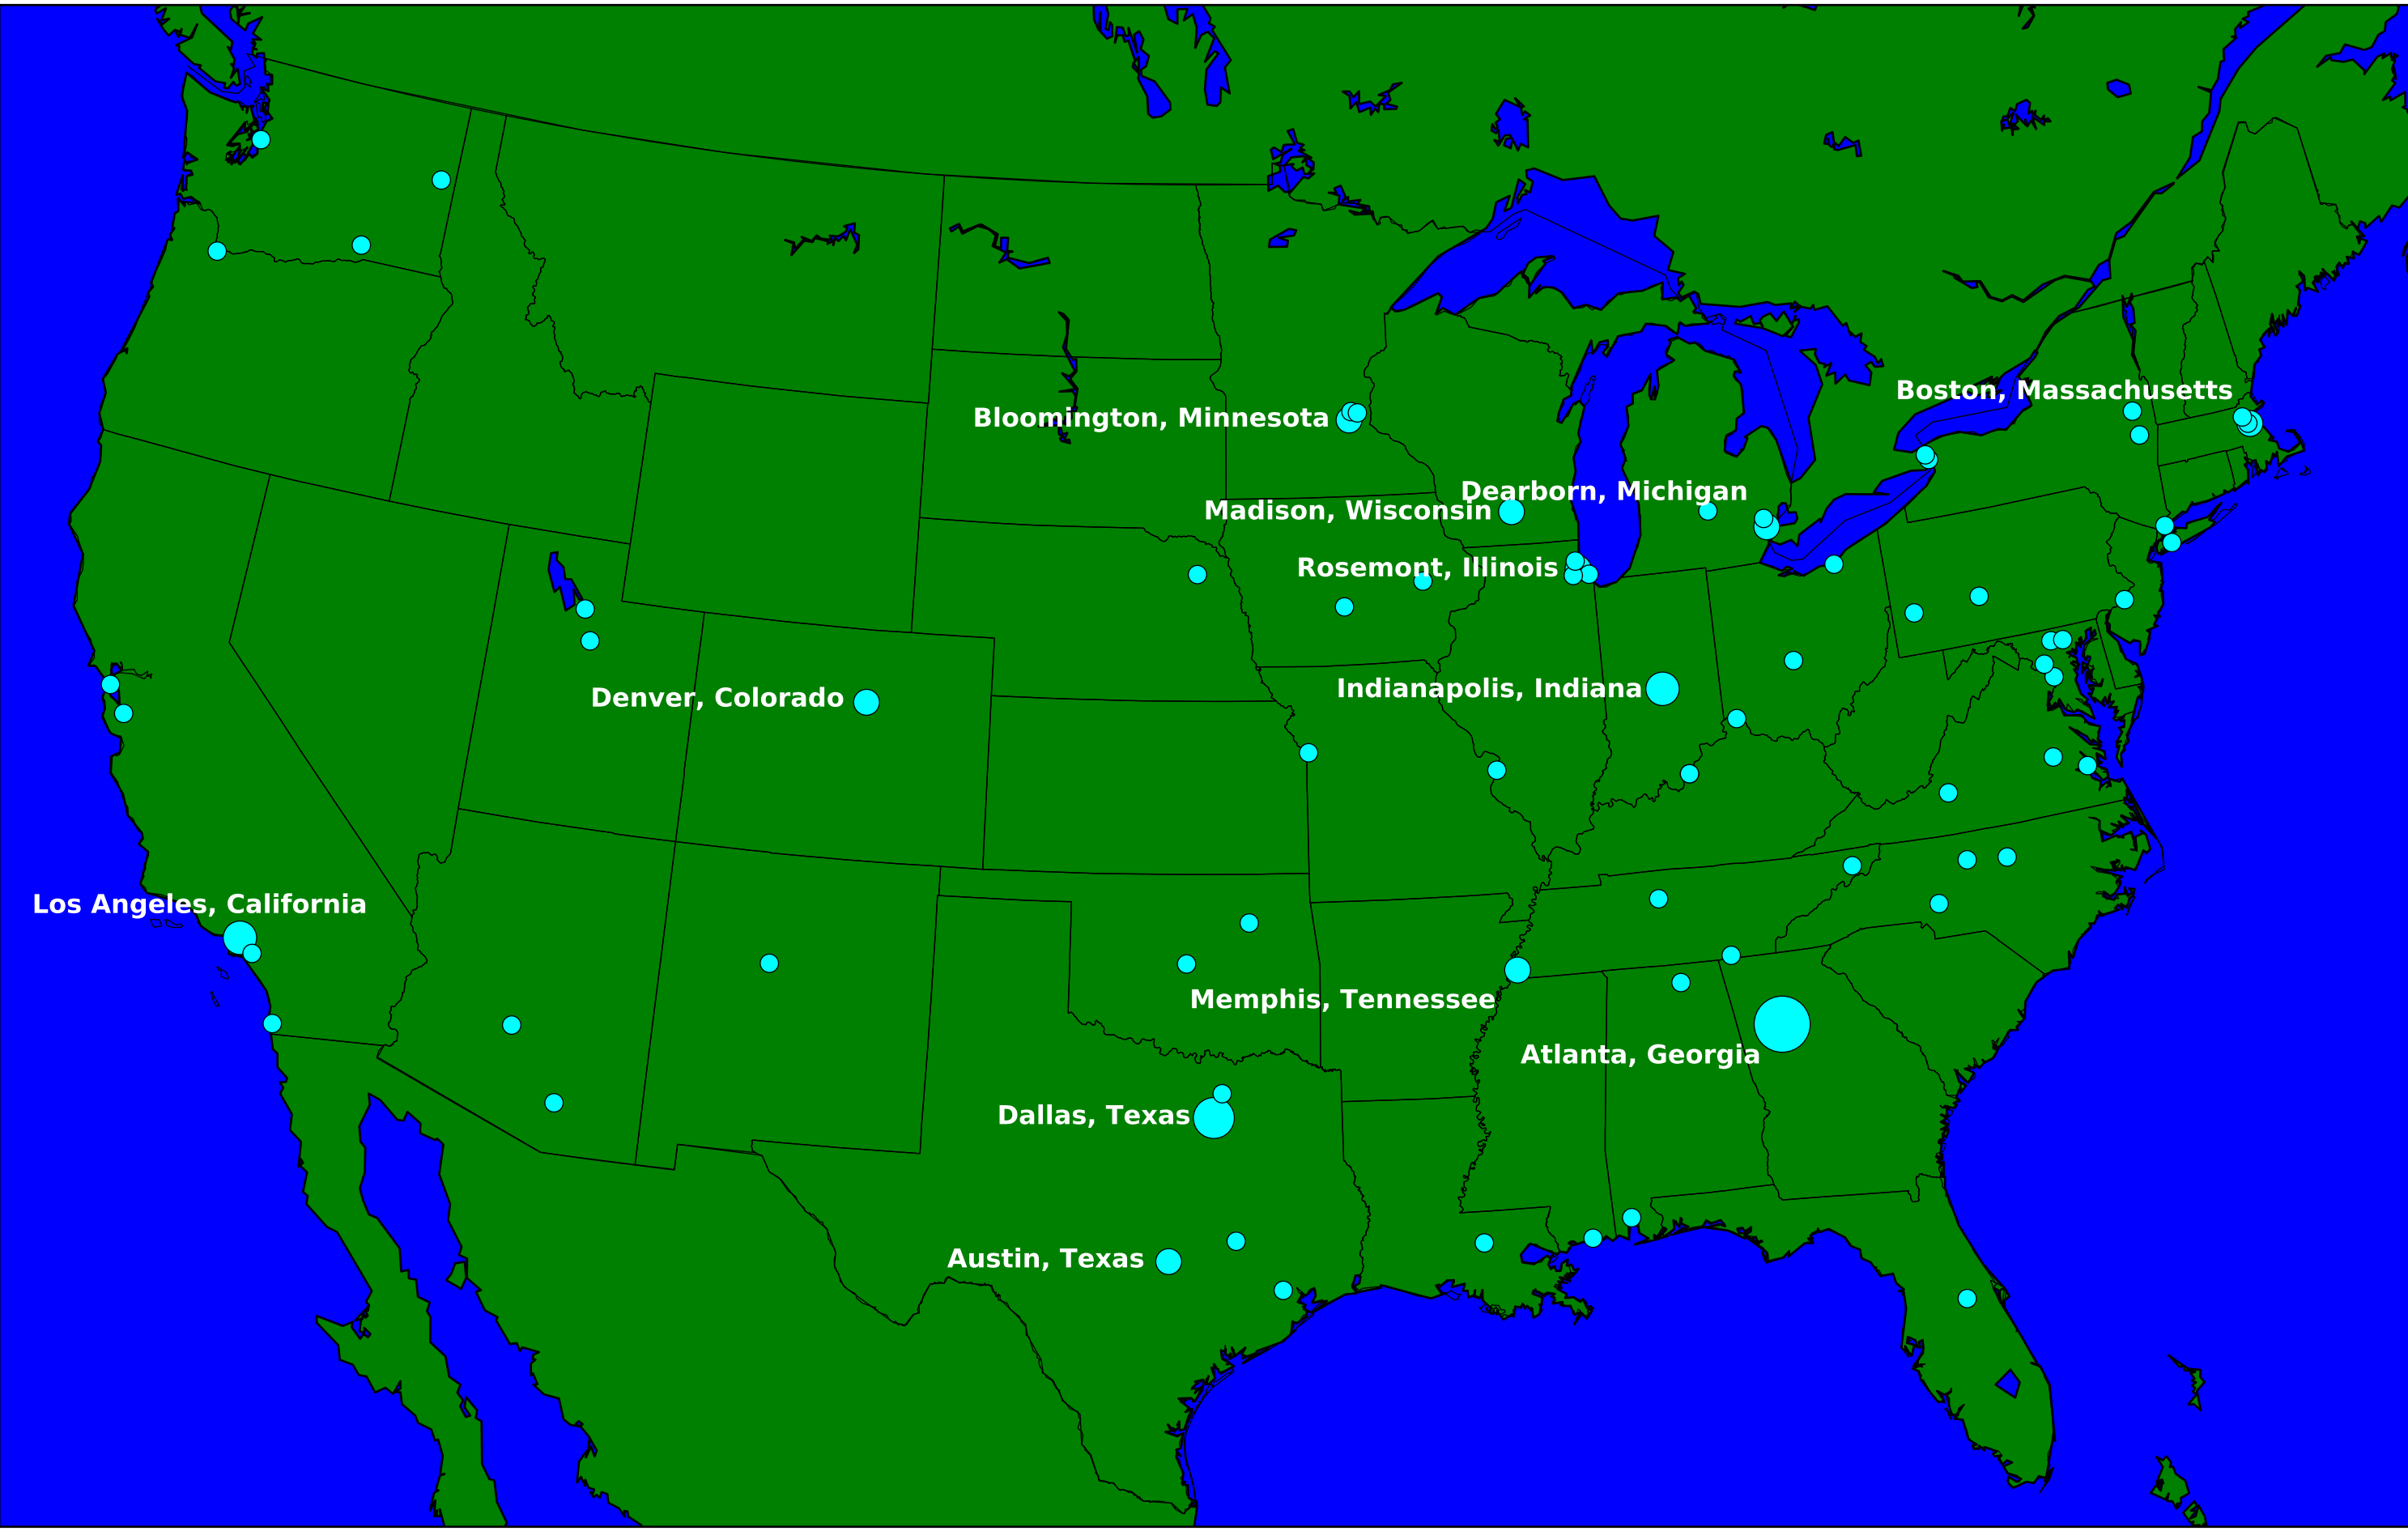 Boston, Massachusetts
Bloomington, Minnesota
Dearborn, Michigan
Madison, Wisconsin
Rosemont, Illinois
Indianapolis, Indiana
Denver, Colorado
Los Angeles, California
Memphis, Tennessee
Atlanta, Georgia
Dallas, Texas
Austin, Texas